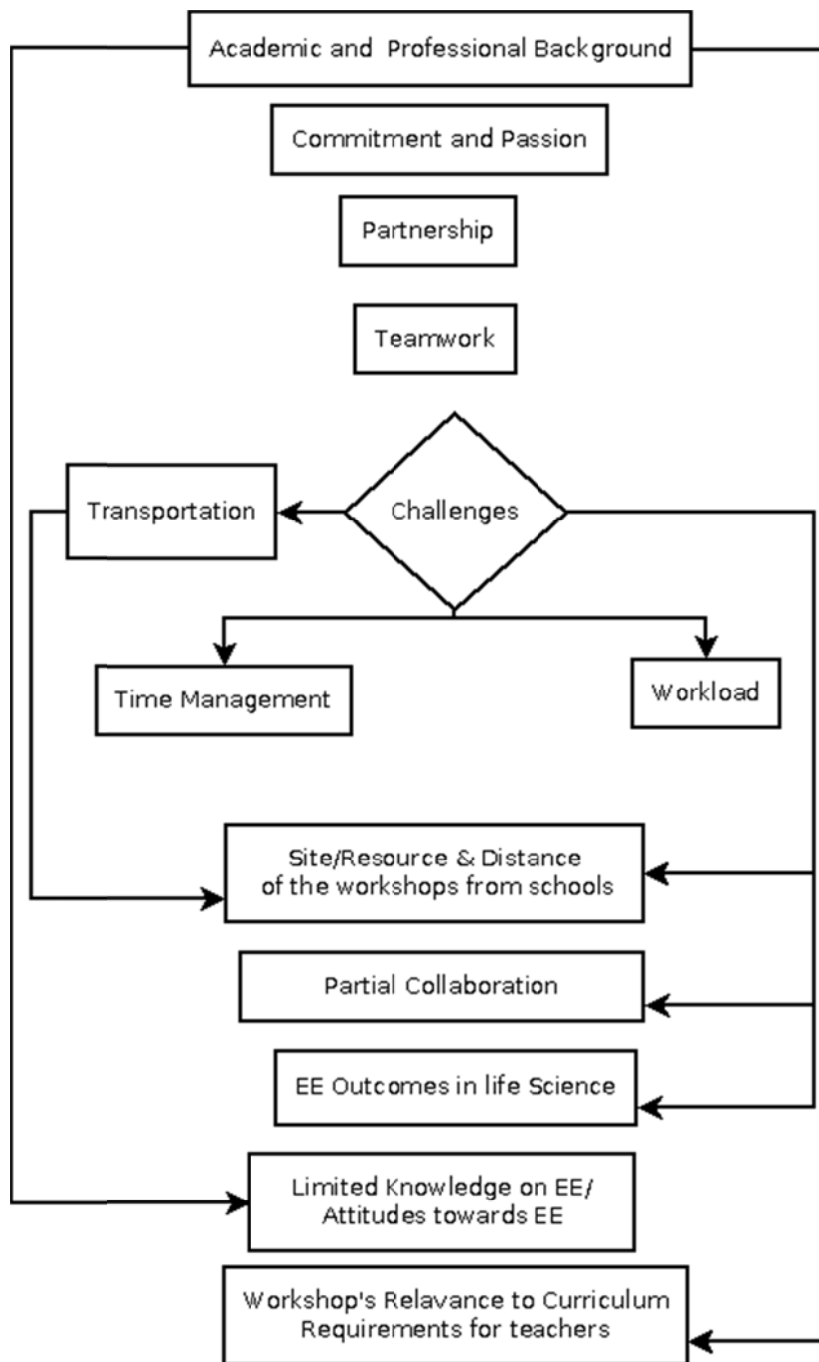 Academic and Professional Background
Commitment and Passion
Partnership
Teamwork
Challenges
Transportation
Time Management
Workload
Site/Resource & Distance
of the workshops from schools
Partial Collaboration
EE Outcomes in life Science
Limited Knowledge on EE/
Attitudes towards EE
Workshop's Relavance to Curriculum
Requirements for teachers